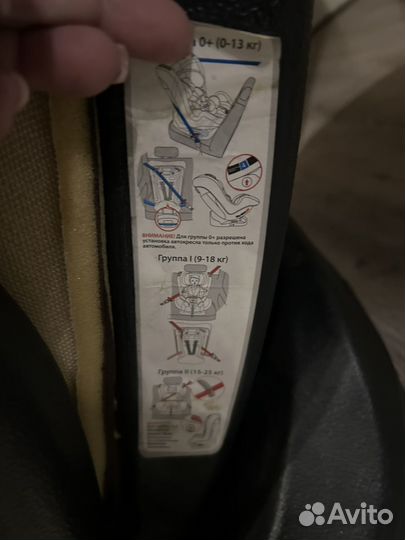 0+ (0-13 кг)
ВНИМАНИЕ! Для группы 0+ разрешена
установка автокресла только против хода
автомобиля.
Группа I (9-18 кг)
Группа II (15-25 кг)
Avito